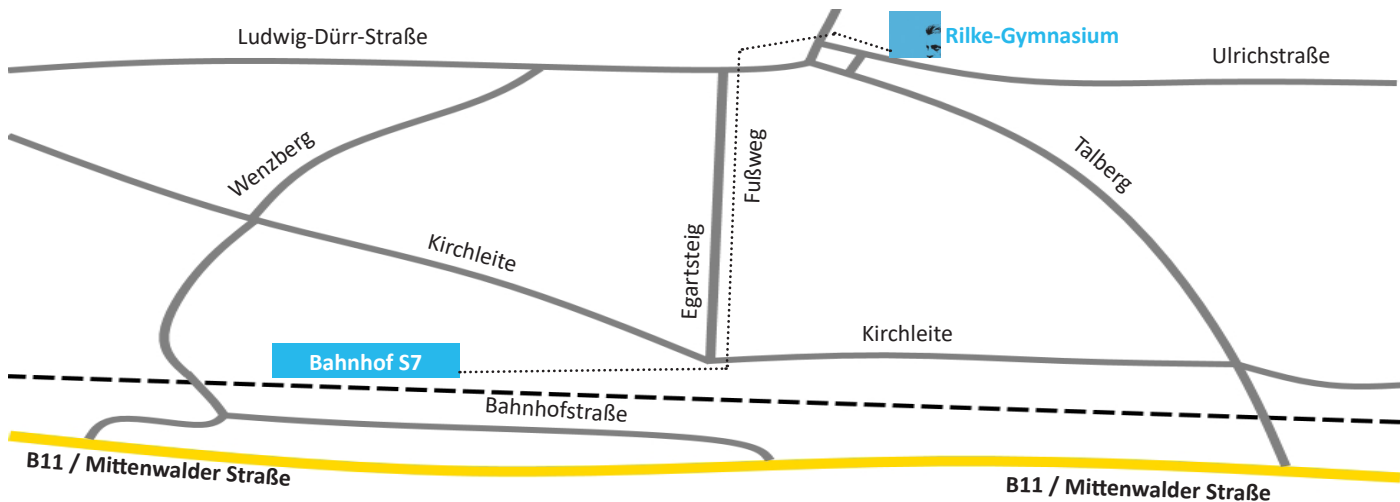 Ludwig-Dürr-Straße
Rilke-Gymnasium
Ulrichstraße
Wenzberg
Fußweg
Talberg
Kirchleite
Egartsteig
Kirchleite
Bahnhof S7
Bahnhofstraße
B11 / Mittenwalder Straße
B11 / Mittenwalder Straße